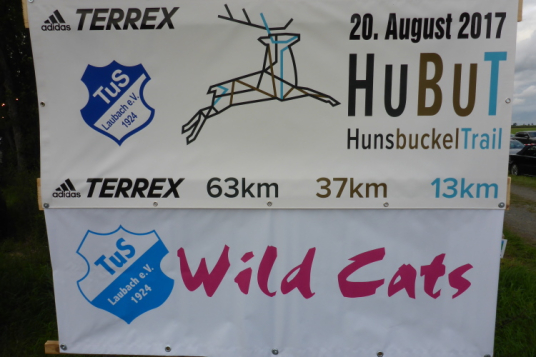 adidas TERREX
20. August 2017
TuS
Laubach e.V.
1924
HuBuT
HunsbuckelTrail
adidas TERREX 63km 37km 13km
TuS
Laubach e.V.
1924
Wild Cats